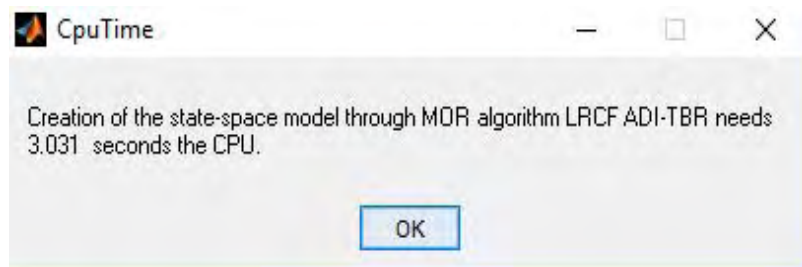 CpuTime
Creation of the state-space model through MOR algorithm LRCF ADI-TBR needs
3.031 seconds the CPU.
OK